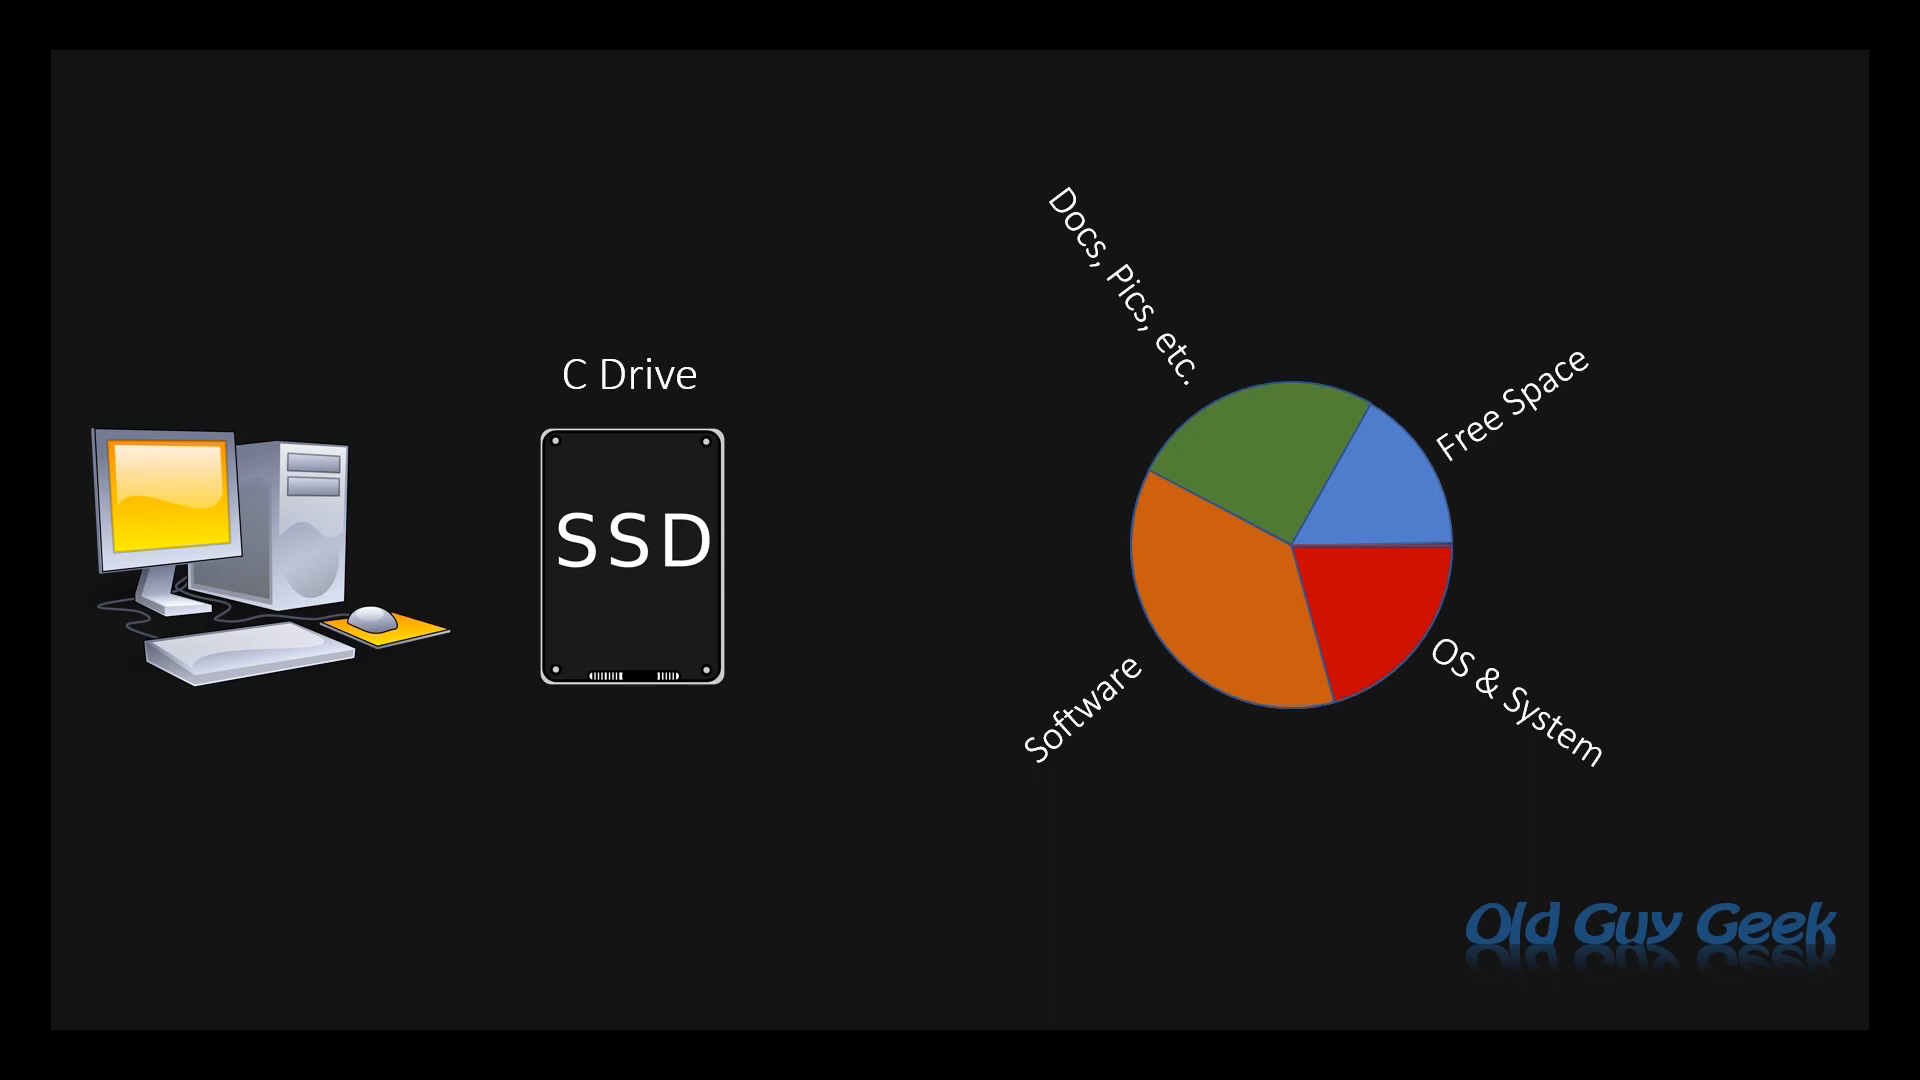 Docs, Pics, etc.
C Drive
Free Space
SSD
Software
OS & System
Old Guy Geek